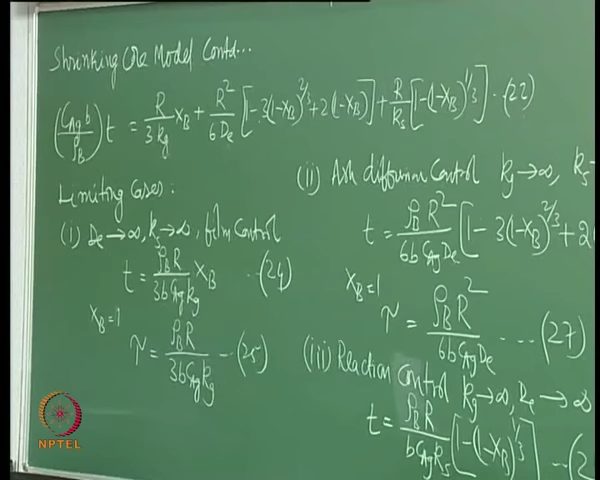 Shrinking Core Model Contd...
(C_Ag b / ρ_B) t = R/(3 k_g) X_B + R²/(6 D_e) [1-3(1-X_B)^(2/3) + 2(1-X_B)] + R/k_s [1-(1-X_B)^(1/3)] - (22)
Limiting Cases:
(i) D_e → ∞, k_s → ∞, film Control
t = ρ_B R/(3b C_Ag k_g) X_B - (24)
X_B = 1
τ = ρ_B R/(3b C_Ag k_g) - (25)
(ii) Ash diffusion Control k_g → ∞, k_s →
t = ρ_B R²/(6b C_Ag D_e) [1 - 3(1-X_B)^(2/3) + 2
X_B = 1
τ = ρ_B R²/(6b C_Ag D_e) ... (27)
(iii) Reaction Control k_g → ∞, D_e → ∞
t = ρ_B R/(b C_Ag k_s) [1-(1-X_B)^(1/3)] - (2
NPTEL